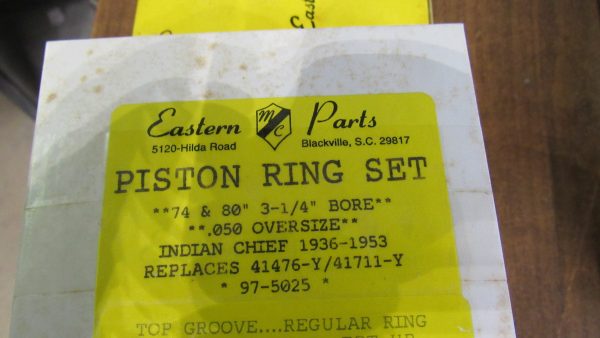 Eastern MC Parts
5120-Hilda Road Blackville, S.C. 29817
PISTON RING SET
**74 & 80" 3-1/4" BORE**
**.050 OVERSIZE**
INDIAN CHIEF 1936-1953
REPLACES 41476-Y/41711-Y
* 97-5025 *
TOP GROOVE....REGULAR RING